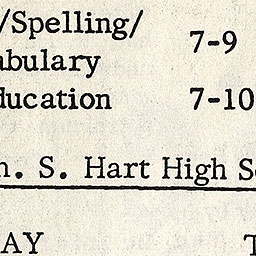 /Spelling/
abulary 7-9
ducation 7-10
n. S. Hart High S
AY T